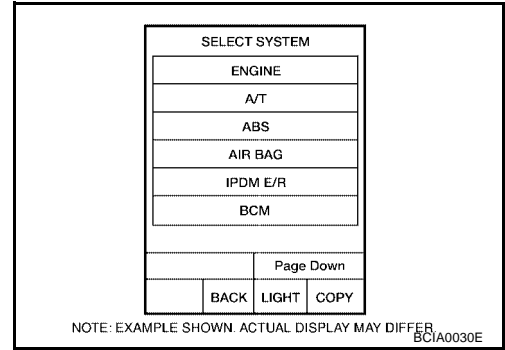 SELECT SYSTEM
ENGINE
A/T
ABS
AIR BAG
IPDM E/R
BCM
Page Down
BACK LIGHT COPY
NOTE: EXAMPLE SHOWN. ACTUAL DISPLAY MAY DIFFER.
BCIA0030E